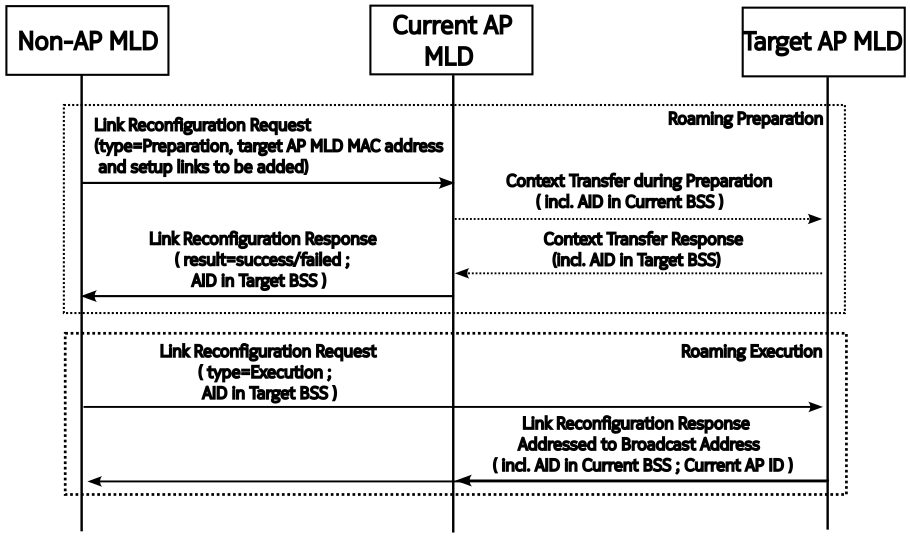 Non-AP MLD
Current AP
MLD
Target AP MLD
Roaming Preparation
Link Reconfiguration Request
(type=Preparation, target AP MLD MAC address
and setup links to be added)
Context Transfer during Preparation
( incl. AID in Current BSS )
Link Reconfiguration Response
( result=success/failed ;
AID in Target BSS )
Context Transfer Response
(incl. AID in Target BSS)
Roaming Execution
Link Reconfiguration Request
( type=Execution ;
AID in Target BSS )
Link Reconfiguration Response
Addressed to Broadcast Address
( incl. AID in Current BSS ; Current AP ID )